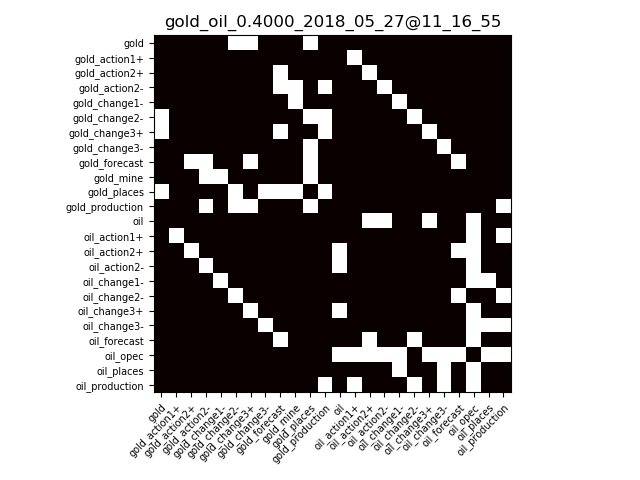 gold_oil_0.4000_2018_05_27@11_16_55
gold
gold_action1+
gold_action2+
gold_action2-
gold_change1-
gold_change2-
gold_change3+
gold_change3-
gold_forecast
gold_mine
gold_places
gold_production
oil
oil_action1+
oil_action2+
oil_action2-
oil_change1-
oil_change2-
oil_change3+
oil_change3-
oil_forecast
oil_opec
oil_places
oil_production
gold
gold_action1+
gold_action2+
gold_action2-
gold_change1-
gold_change2-
gold_change3+
gold_change3-
gold_forecast
gold_mine
gold_places
gold_production
oil
oil_action1+
oil_action2+
oil_action2-
oil_change1-
oil_change2-
oil_change3+
oil_change3-
oil_forecast
oil_opec
oil_places
oil_production